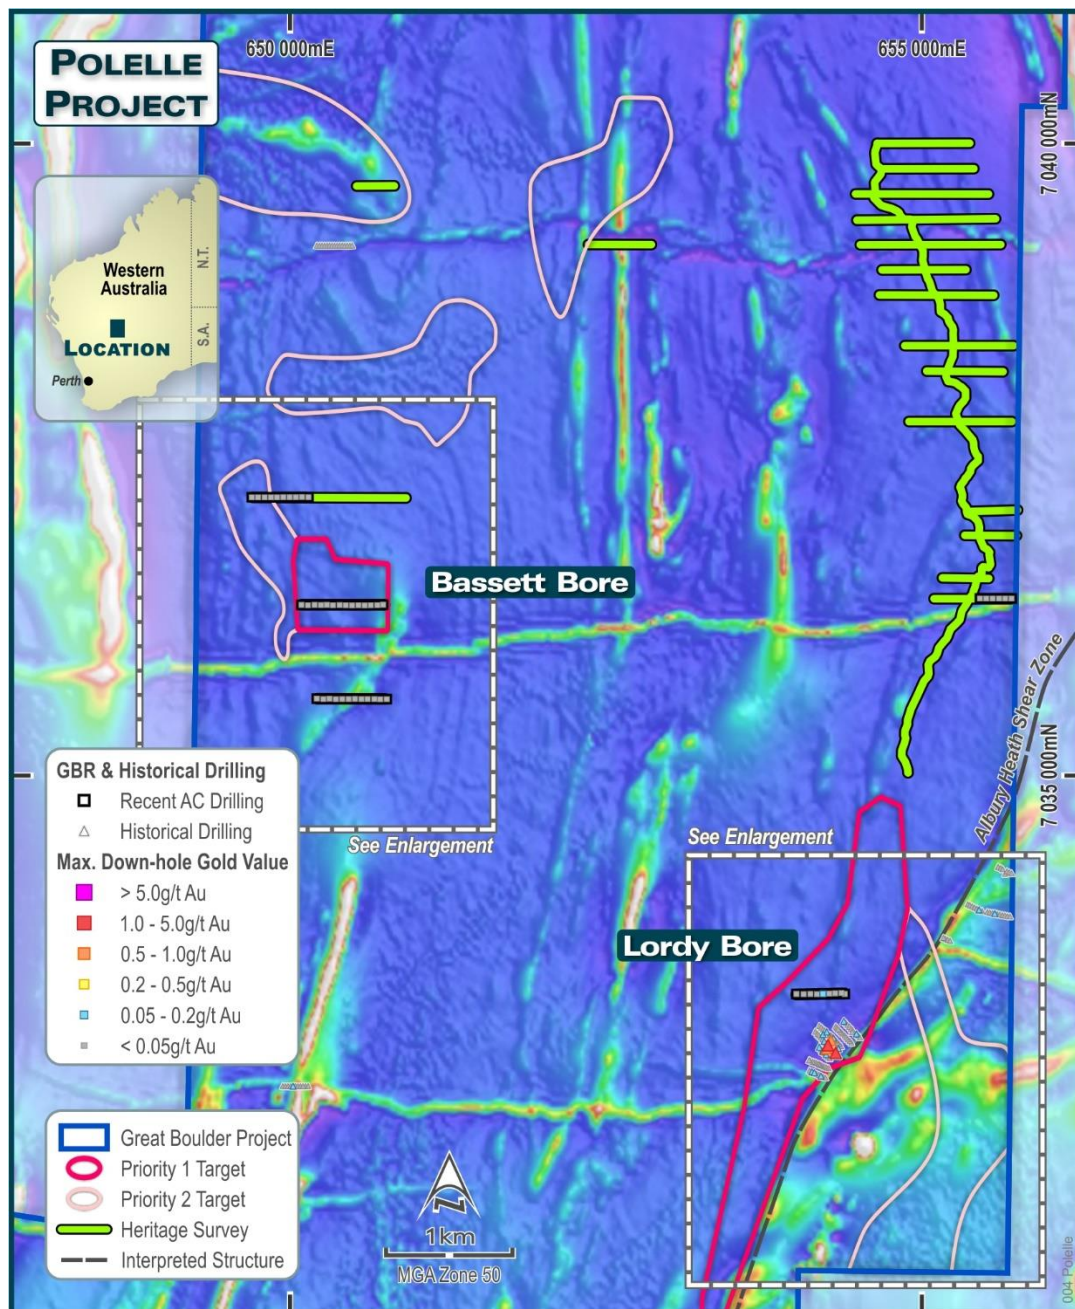 POLELLE
PROJECT
650 000mE
655 000mE
7 040 000mN
Western
Australia
N.T.
S.A.
LOCATION
Perth
Bassett Bore
Albury Heath Shear Zone
7 035 000mN
See Enlargement
See Enlargement
Lordy Bore
GBR & Historical Drilling
Recent AC Drilling
Historical Drilling
Max. Down-hole Gold Value
> 5.0g/t Au
1.0 - 5.0g/t Au
0.5 - 1.0g/t Au
0.2 - 0.5g/t Au
0.05 - 0.2g/t Au
< 0.05g/t Au
Great Boulder Project
Priority 1 Target
Priority 2 Target
Heritage Survey
Interpreted Structure
N
1km
MGA Zone 50
004 Polelle